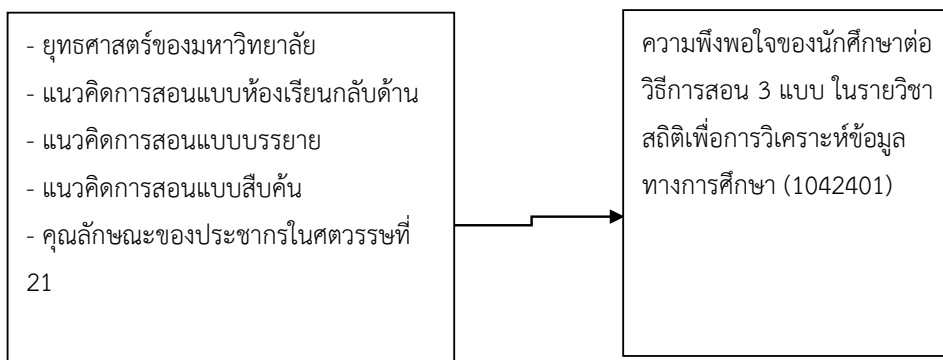 - ยุทธศาสตร์ของมหาวิทยาลัย
- แนวคิดการสอนแบบห้องเรียนกลับด้าน
- แนวคิดการสอนแบบบรรยาย
- แนวคิดการสอนแบบสืบค้น
- คุณลักษณะของประชากรในศตวรรษที่
21
ความพึงพอใจของนักศึกษาต่อ
วิธีการสอน 3 แบบ ในรายวิชา
สถิติเพื่อการวิเคราะห์ข้อมูล
ทางการศึกษา (1042401)